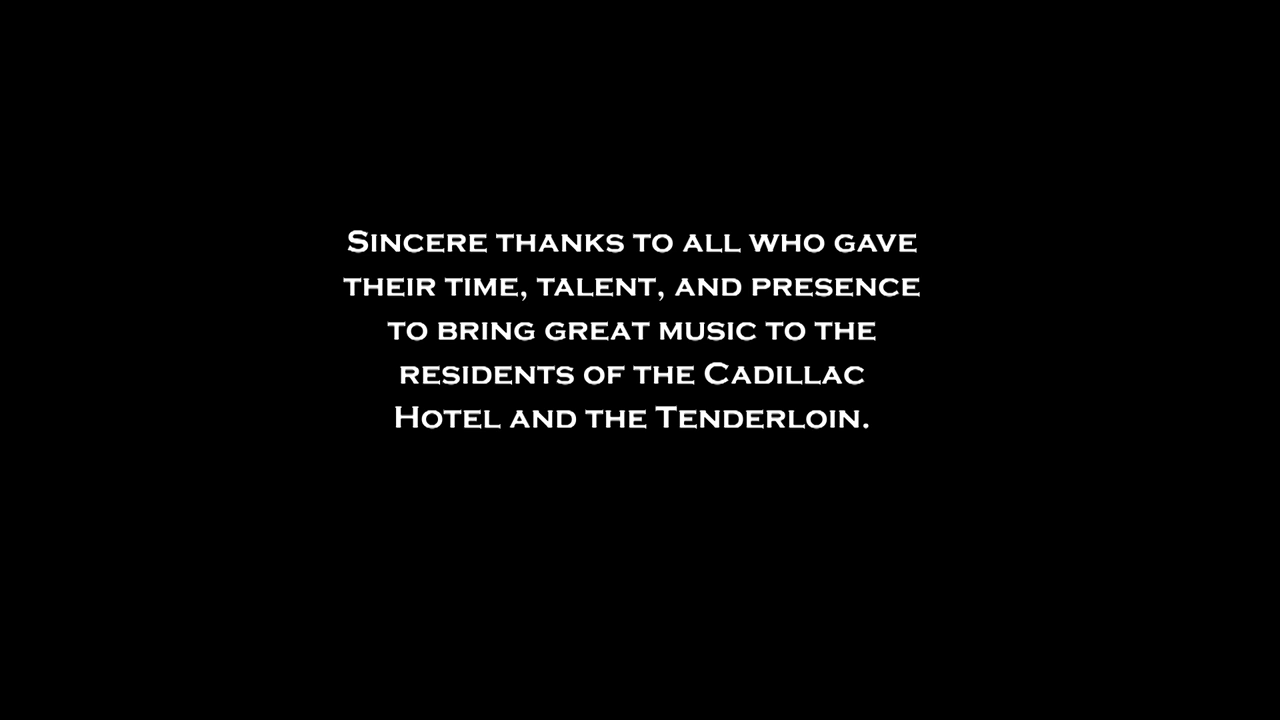 Sincere thanks to all who gave
their time, talent, and presence
to bring great music to the
residents of the Cadillac
Hotel and the Tenderloin.